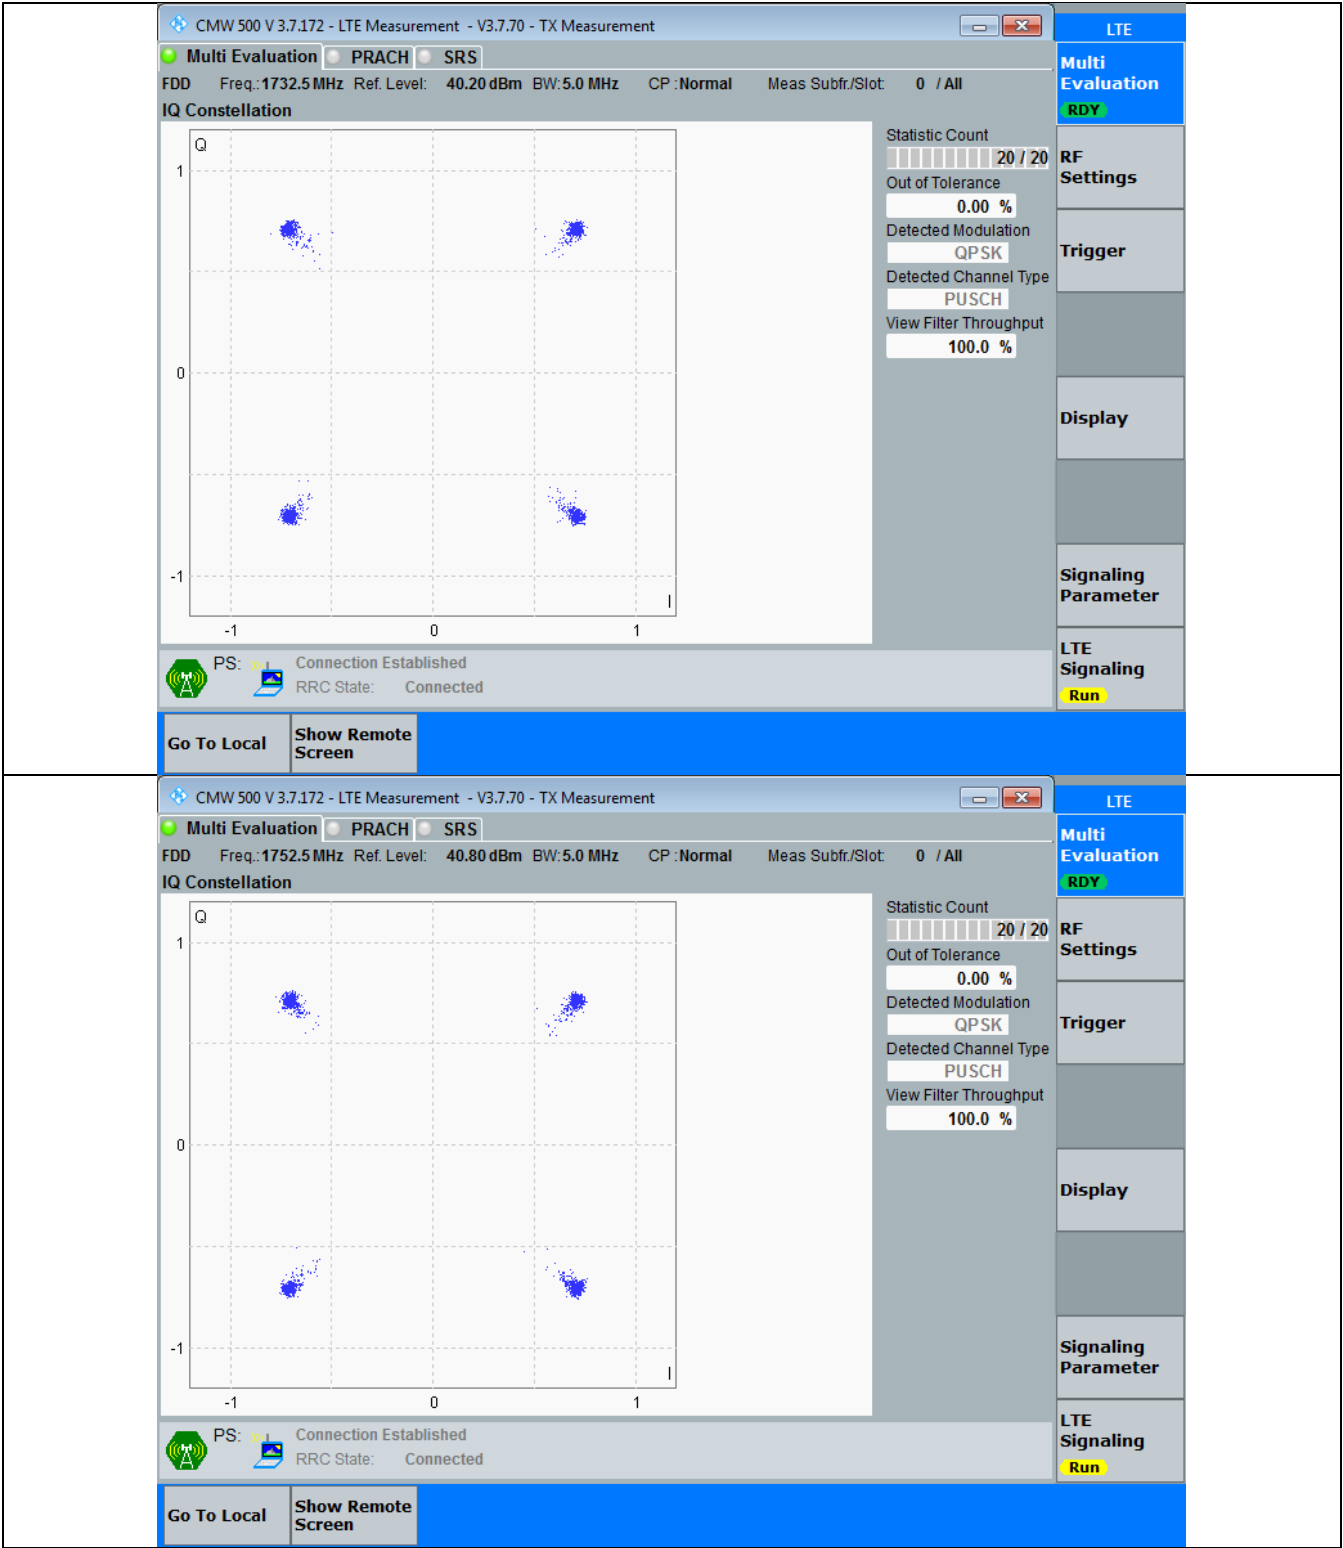 CMW 500 V 3.7.172 - LTE Measurement - V3.7.70 - TX Measurement
LTE
Multi Evaluation PRACH SRS
FDD Freq.: 1732.5 MHz Ref. Level: 40.20 dBm BW: 5.0 MHz CP : Normal Meas Subfr./Slot: 0 / All
IQ Constellation
Q
1
0
-1
I
-1 0 1
Statistic Count
20 / 20
Out of Tolerance
0.00 %
Detected Modulation
QPSK
Detected Channel Type
PUSCH
View Filter Throughput
100.0 %
Multi
Evaluation
RDY
RF
Settings
Trigger
Display
Signaling
Parameter
LTE
Signaling
Run
PS: Connection Established
RRC State: Connected
Go To Local
Show Remote
Screen
CMW 500 V 3.7.172 - LTE Measurement - V3.7.70 - TX Measurement
LTE
Multi Evaluation PRACH SRS
FDD Freq.: 1752.5 MHz Ref. Level: 40.80 dBm BW: 5.0 MHz CP : Normal Meas Subfr./Slot: 0 / All
IQ Constellation
Q
1
0
-1
I
-1 0 1
Statistic Count
20 / 20
Out of Tolerance
0.00 %
Detected Modulation
QPSK
Detected Channel Type
PUSCH
View Filter Throughput
100.0 %
Multi
Evaluation
RDY
RF
Settings
Trigger
Display
Signaling
Parameter
LTE
Signaling
Run
PS: Connection Established
RRC State: Connected
Go To Local
Show Remote
Screen